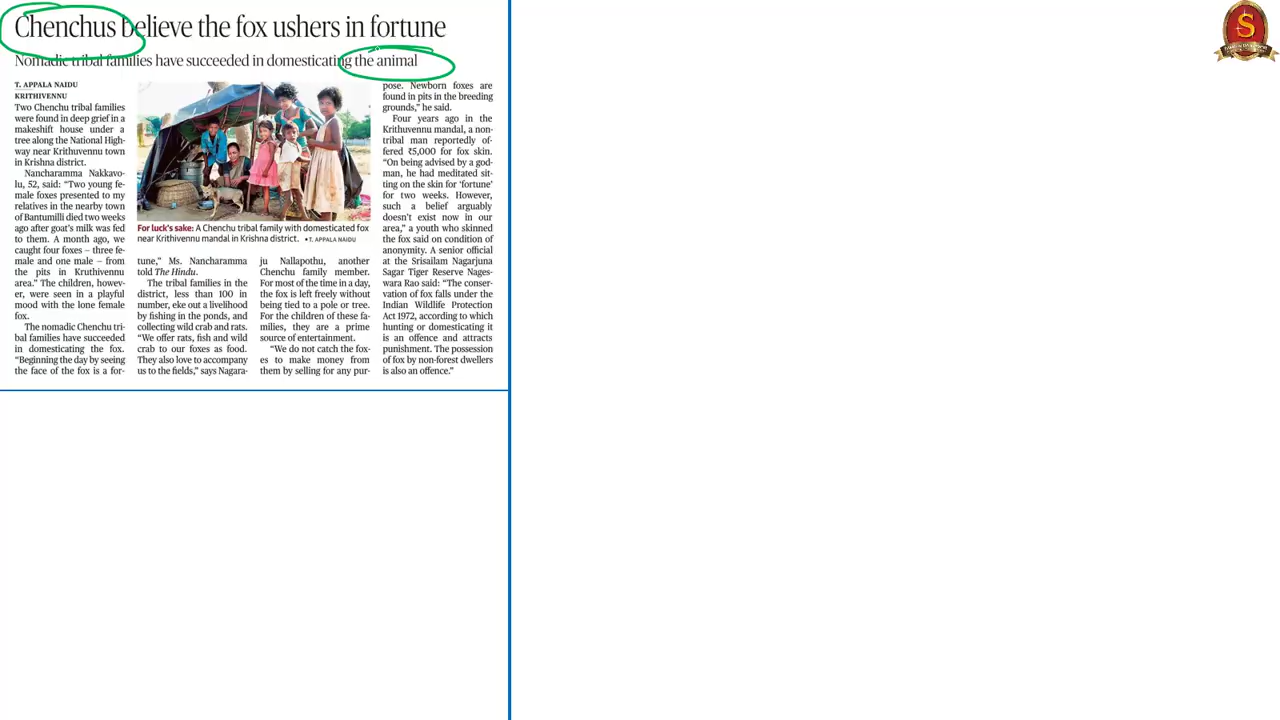 Chenchus believe the fox ushers in fortune
Nomadic tribal families have succeeded in domesticating the animal
T. APPALA NAIDU
KRITHIVENNU
Two Chenchu tribal families
were found in deep grief in a
makeshift house under a
tree along the National High-
way near Krithuvennu town
in Krishna district.
Nancharamma Nakkavo-
lu, 52, said: “Two young fe-
male foxes presented to my
relatives in the nearby town
of Bantumilli died two weeks
ago after goat's milk was fed
to them. A month ago, we
caught four foxes – three fe-
male and one male – from
the pits in Kruthivennu
area.” The children, howev-
er, were seen in a playful
mood with the lone female
fox.
The nomadic Chenchu tri-
bal families have succeeded
in domesticating the fox.
“Beginning the day by seeing
the face of the fox is a for-
For luck's sake: A Chenchu tribal family with domesticated fox
near Krithivennu mandal in Krishna district. •T. APPALA NAIDU
tune,” Ms. Nancharamma
told The Hindu.
The tribal families in the
district, less than 100 in
number, eke out a livelihood
by fishing in the ponds, and
collecting wild crab and rats.
“We offer rats, fish and wild
crab to our foxes as food.
They also love to accompany
us to the fields,” says Nagara-
ju Nallapothu, another
Chenchu family member.
For most of the time in a day,
the fox is left freely without
being tied to a pole or tree.
For the children of these fa-
milies, they are a prime
source of entertainment.
“We do not catch the fox-
es to make money from
them by selling for any pur-
pose. Newborn foxes are
found in pits in the breeding
grounds,” he said.
Four years ago in the
Krithuvennu mandal, a non-
tribal man reportedly of-
fered ₹5,000 for fox skin.
“On being advised by a god-
man, he had meditated sit-
ting on the skin for ‘fortune’
for two weeks. However,
such a belief arguably
doesn't exist now in our
area,” a youth who skinned
the fox said on condition of
anonymity. A senior official
at the Srisailam Nagarjuna
Sagar Tiger Reserve Nages-
wara Rao said: “The conser-
vation of fox falls under the
Indian Wildlife Protection
Act 1972, according to which
hunting or domesticating it
is an offence and attracts
punishment. The possession
of fox by non-forest dwellers
is also an offence.”
S